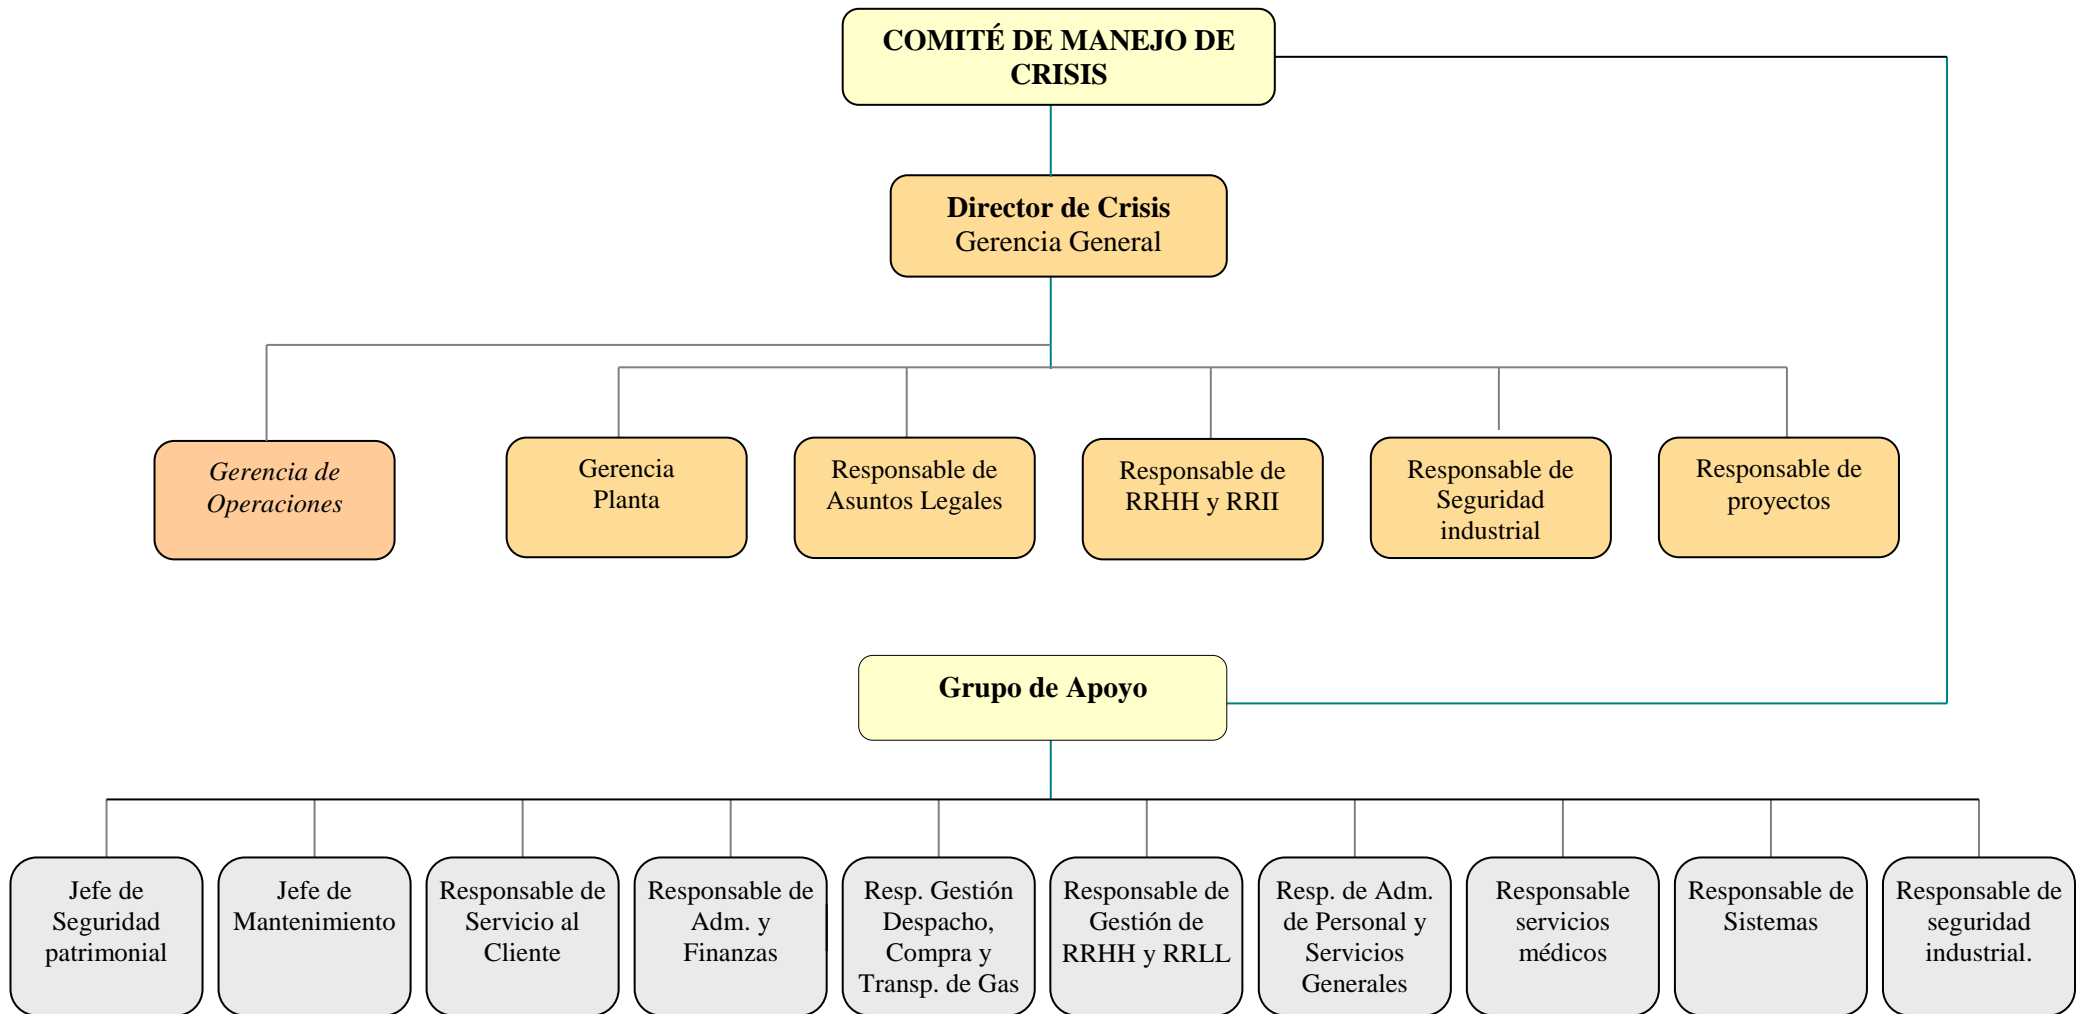 COMITÉ DE MANEJO DE
CRISIS
Director de Crisis
Gerencia General
Gerencia de
Operaciones
Gerencia
Planta
Responsable de
Asuntos Legales
Responsable de
RRHH y RRII
Responsable de
Seguridad
industrial
Responsable de
proyectos
Grupo de Apoyo
Jefe de
Seguridad
patrimonial
Jefe de
Mantenimiento
Responsable de
Servicio al
Cliente
Responsable de
Adm. y
Finanzas
Resp. Gestión
Despacho,
Compra y
Transp. de Gas
Responsable de
Gestión de
RRHH y RRLL
Resp. de Adm.
de Personal y
Servicios
Generales
Responsable
servicios
médicos
Responsable de
Sistemas
Responsable de
seguridad
industrial.